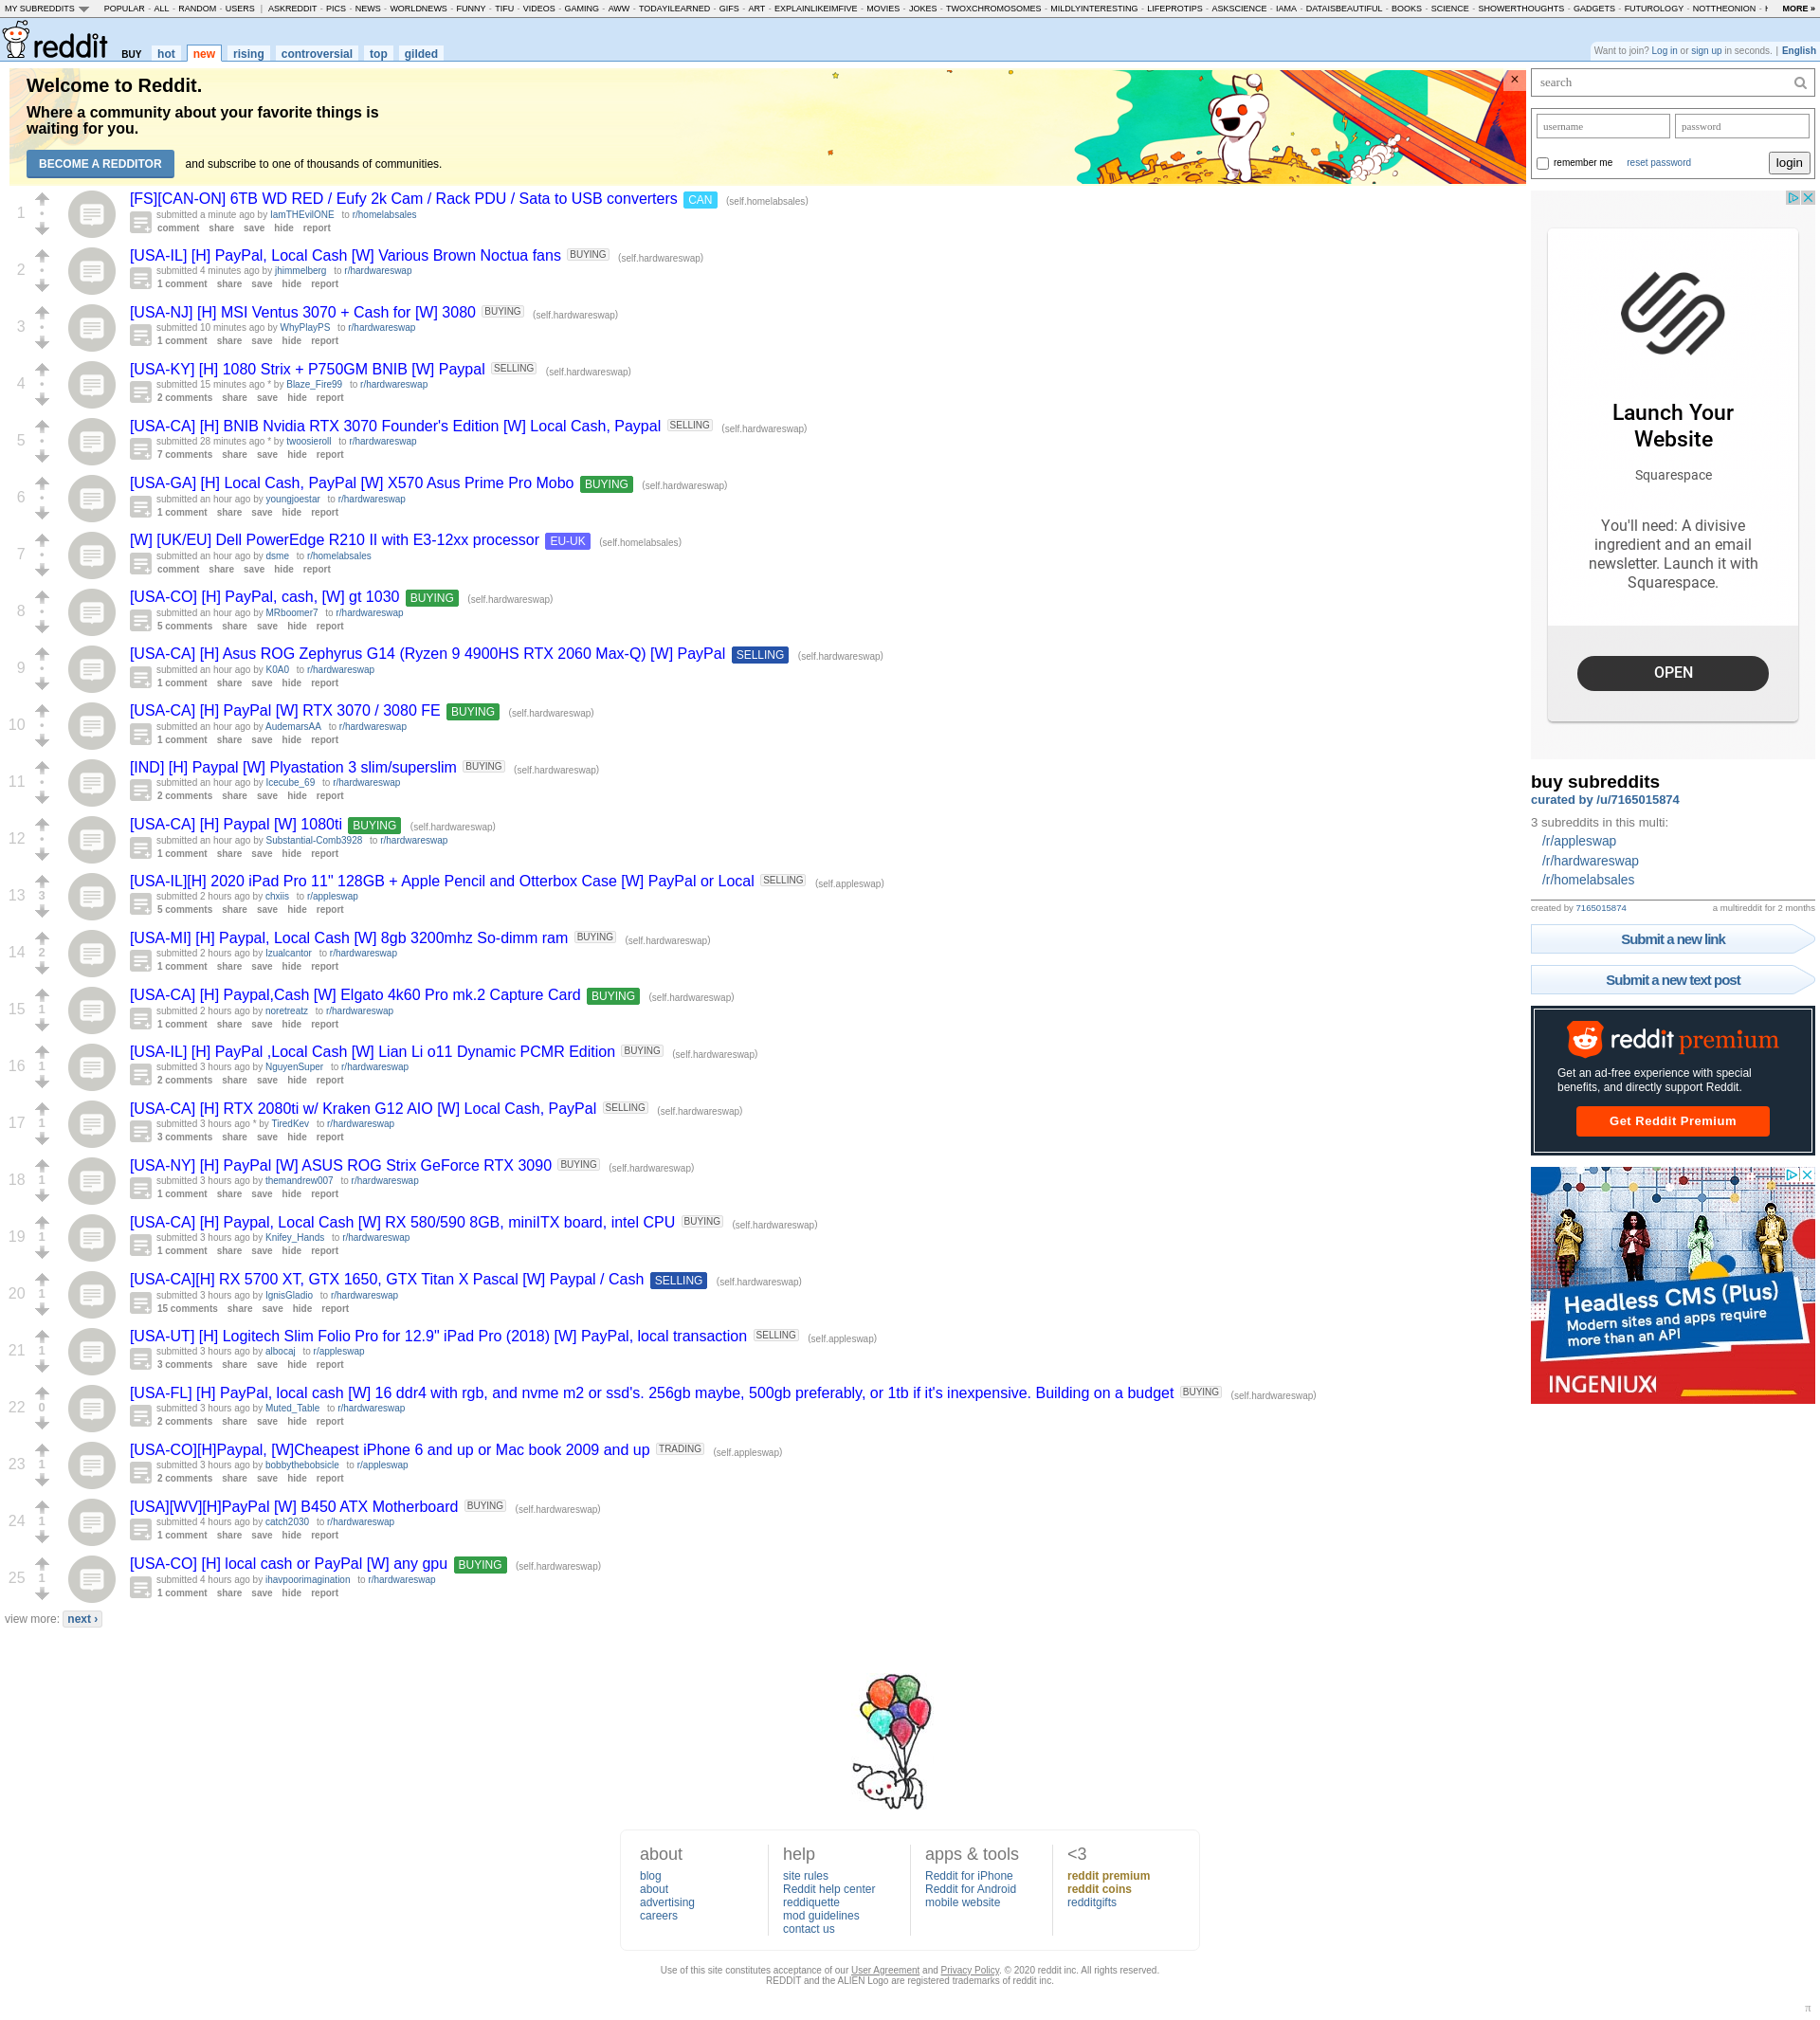 MY SUBREDDITS POPULAR - ALL - RANDOM - USERS | ASKREDDIT - PICS - NEWS - WORLDNEWS - FUNNY - TIFU - VIDEOS - GAMING - AWW - TODAYILEARNED - GIFS - ART - EXPLAINLIKEIMFIVE - MOVIES - JOKES - TWOXCHROMOSOMES - MILDLYINTERESTING - LIFEPROTIPS - ASKSCIENCE - IAMA - DATAISBEAUTIFUL - BOOKS - SCIENCE - SHOWERTHOUGHTS - GADGETS - FUTUROLOGY - NOTTHEONION - MORE »
reddit BUY hot new rising controversial top gilded
Want to join? Log in or sign up in seconds. | English
Welcome to Reddit.
Where a community about your favorite things is
waiting for you.
BECOME A REDDITOR and subscribe to one of thousands of communities.
1 [FS][CAN-ON] 6TB WD RED / Eufy 2k Cam / Rack PDU / Sata to USB converters CAN (self.homelabsales)
submitted a minute ago by IamTHEvilONE to r/homelabsales
comment share save hide report
2 [USA-IL] [H] PayPal, Local Cash [W] Various Brown Noctua fans BUYING (self.hardwareswap)
submitted 4 minutes ago by jhimmelberg to r/hardwareswap
1 comment share save hide report
3 [USA-NJ] [H] MSI Ventus 3070 + Cash for [W] 3080 BUYING (self.hardwareswap)
submitted 10 minutes ago by WhyPlayPS to r/hardwareswap
1 comment share save hide report
4 [USA-KY] [H] 1080 Strix + P750GM BNIB [W] Paypal SELLING (self.hardwareswap)
submitted 15 minutes ago * by Blaze_Fire99 to r/hardwareswap
2 comments share save hide report
5 [USA-CA] [H] BNIB Nvidia RTX 3070 Founder's Edition [W] Local Cash, Paypal SELLING (self.hardwareswap)
submitted 28 minutes ago * by twoosieroll to r/hardwareswap
7 comments share save hide report
6 [USA-GA] [H] Local Cash, PayPal [W] X570 Asus Prime Pro Mobo BUYING (self.hardwareswap)
submitted an hour ago by youngjoestar to r/hardwareswap
1 comment share save hide report
7 [W] [UK/EU] Dell PowerEdge R210 II with E3-12xx processor EU-UK (self.homelabsales)
submitted an hour ago by dsme to r/homelabsales
comment share save hide report
8 [USA-CO] [H] PayPal, cash, [W] gt 1030 BUYING (self.hardwareswap)
submitted an hour ago by MRboomer7 to r/hardwareswap
5 comments share save hide report
9 [USA-CA] [H] Asus ROG Zephyrus G14 (Ryzen 9 4900HS RTX 2060 Max-Q) [W] PayPal SELLING (self.hardwareswap)
submitted an hour ago by K0A0 to r/hardwareswap
1 comment share save hide report
10 [USA-CA] [H] PayPal [W] RTX 3070 / 3080 FE BUYING (self.hardwareswap)
submitted an hour ago by AudemarsAA to r/hardwareswap
1 comment share save hide report
11 [IND] [H] Paypal [W] Plyastation 3 slim/superslim BUYING (self.hardwareswap)
submitted an hour ago by Icecube_69 to r/hardwareswap
2 comments share save hide report
12 [USA-CA] [H] Paypal [W] 1080ti BUYING (self.hardwareswap)
submitted an hour ago by Substantial-Comb3928 to r/hardwareswap
1 comment share save hide report
13 3 [USA-IL][H] 2020 iPad Pro 11" 128GB + Apple Pencil and Otterbox Case [W] PayPal or Local SELLING (self.appleswap)
submitted 2 hours ago by chxiis to r/appleswap
5 comments share save hide report
14 2 [USA-MI] [H] Paypal, Local Cash [W] 8gb 3200mhz So-dimm ram BUYING (self.hardwareswap)
submitted 2 hours ago by Izualcantor to r/hardwareswap
1 comment share save hide report
15 1 [USA-CA] [H] Paypal,Cash [W] Elgato 4k60 Pro mk.2 Capture Card BUYING (self.hardwareswap)
submitted 2 hours ago by noretreatz to r/hardwareswap
1 comment share save hide report
16 1 [USA-IL] [H] PayPal ,Local Cash [W] Lian Li o11 Dynamic PCMR Edition BUYING (self.hardwareswap)
submitted 3 hours ago by NguyenSuper to r/hardwareswap
2 comments share save hide report
17 1 [USA-CA] [H] RTX 2080ti w/ Kraken G12 AIO [W] Local Cash, PayPal SELLING (self.hardwareswap)
submitted 3 hours ago * by TiredKev to r/hardwareswap
3 comments share save hide report
18 1 [USA-NY] [H] PayPal [W] ASUS ROG Strix GeForce RTX 3090 BUYING (self.hardwareswap)
submitted 3 hours ago by themandrew007 to r/hardwareswap
1 comment share save hide report
19 1 [USA-CA] [H] Paypal, Local Cash [W] RX 580/590 8GB, miniITX board, intel CPU BUYING (self.hardwareswap)
submitted 3 hours ago by Knifey_Hands to r/hardwareswap
1 comment share save hide report
20 1 [USA-CA][H] RX 5700 XT, GTX 1650, GTX Titan X Pascal [W] Paypal / Cash SELLING (self.hardwareswap)
submitted 3 hours ago by IgnisGladio to r/hardwareswap
15 comments share save hide report
21 1 [USA-UT] [H] Logitech Slim Folio Pro for 12.9" iPad Pro (2018) [W] PayPal, local transaction SELLING (self.appleswap)
submitted 3 hours ago by albocaj to r/appleswap
3 comments share save hide report
22 0 [USA-FL] [H] PayPal, local cash [W] 16 ddr4 with rgb, and nvme m2 or ssd's. 256gb maybe, 500gb preferably, or 1tb if it's inexpensive. Building on a budget BUYING (self.hardwareswap)
submitted 3 hours ago by Muted_Table to r/hardwareswap
2 comments share save hide report
23 1 [USA-CO][H]Paypal, [W]Cheapest iPhone 6 and up or Mac book 2009 and up TRADING (self.appleswap)
submitted 3 hours ago by bobbythebobsicle to r/appleswap
2 comments share save hide report
24 1 [USA][WV][H]PayPal [W] B450 ATX Motherboard BUYING (self.hardwareswap)
submitted 4 hours ago by catch2030 to r/hardwareswap
1 comment share save hide report
25 1 [USA-CO] [H] local cash or PayPal [W] any gpu BUYING (self.hardwareswap)
submitted 4 hours ago by ihavpoorimagination to r/hardwareswap
1 comment share save hide report
view more: next ›
search
username password
remember me reset password login
Launch Your
Website
Squarespace
You'll need: A divisive
ingredient and an email
newsletter. Launch it with
Squarespace.
OPEN
buy subreddits
curated by /u/7165015874
3 subreddits in this multi:
/r/appleswap
/r/hardwareswap
/r/homelabsales
created by 7165015874 a multireddit for 2 months
Submit a new link
Submit a new text post
reddit premium
Get an ad-free experience with special
benefits, and directly support Reddit.
Get Reddit Premium
Headless CMS (Plus)
Modern sites and apps require
more than an API
INGENIUX
about
blog
about
advertising
careers
help
site rules
Reddit help center
reddiquette
mod guidelines
contact us
apps & tools
Reddit for iPhone
Reddit for Android
mobile website
<3
reddit premium
reddit coins
redditgifts
Use of this site constitutes acceptance of our User Agreement and Privacy Policy. © 2020 reddit inc. All rights reserved.
REDDIT and the ALIEN Logo are registered trademarks of reddit inc.
π